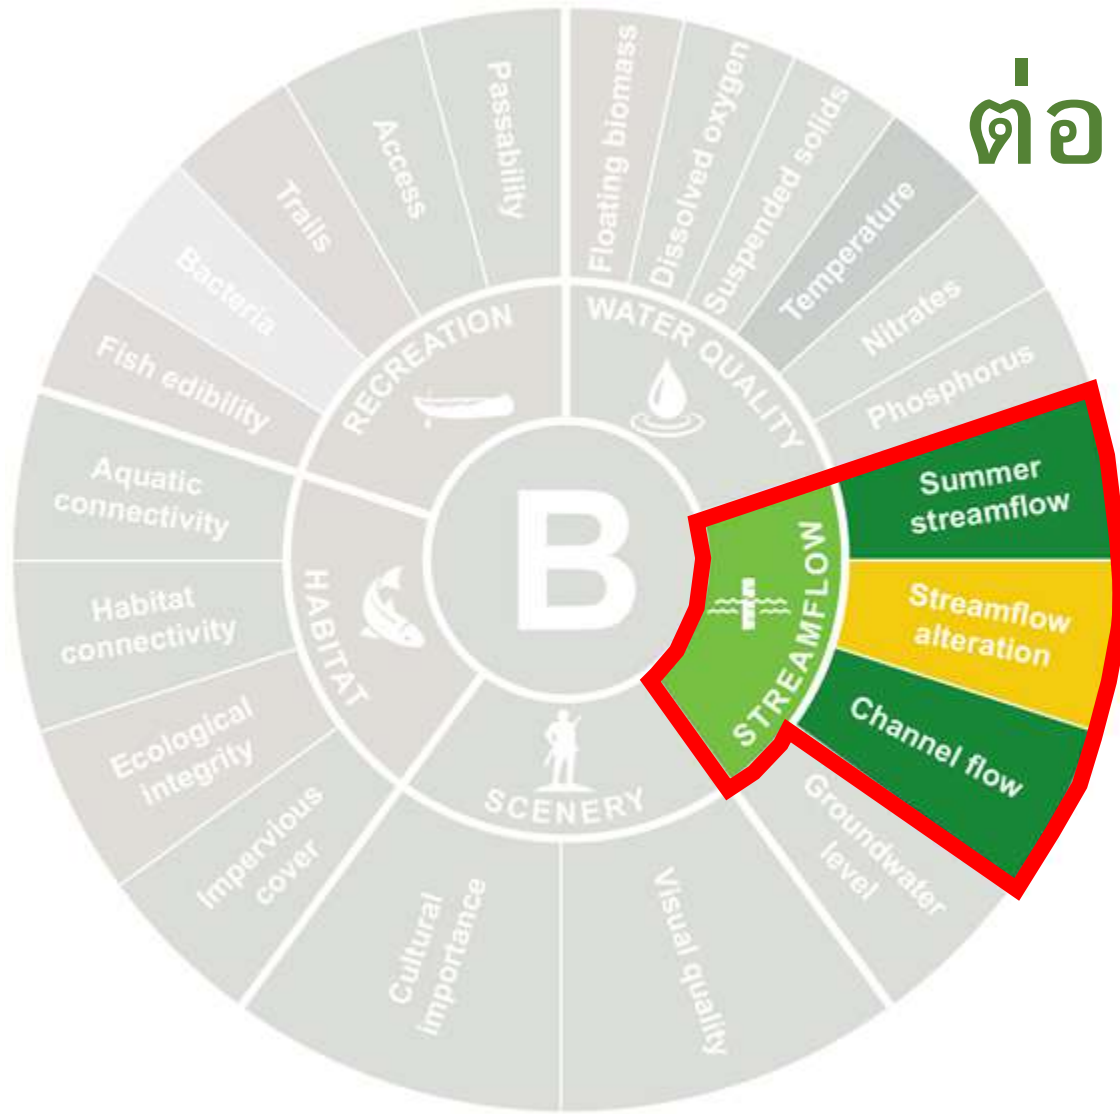 ต่อ
Passability
Access
Trails
Bacteria
Fish edibility
RECREATION
Floating biomass
Dissolved oxygen
Suspended solids
Temperature
Nitrates
Phosphorus
WATER QUALITY
Summer
streamflow
Streamflow
alteration
Channel flow
Groundwater
level
STREAMFLOW
Visual quality
Cultural
importance
SCENERY
Aquatic
connectivity
Habitat
connectivity
Ecological
integrity
Impervious
cover
HABITAT
B